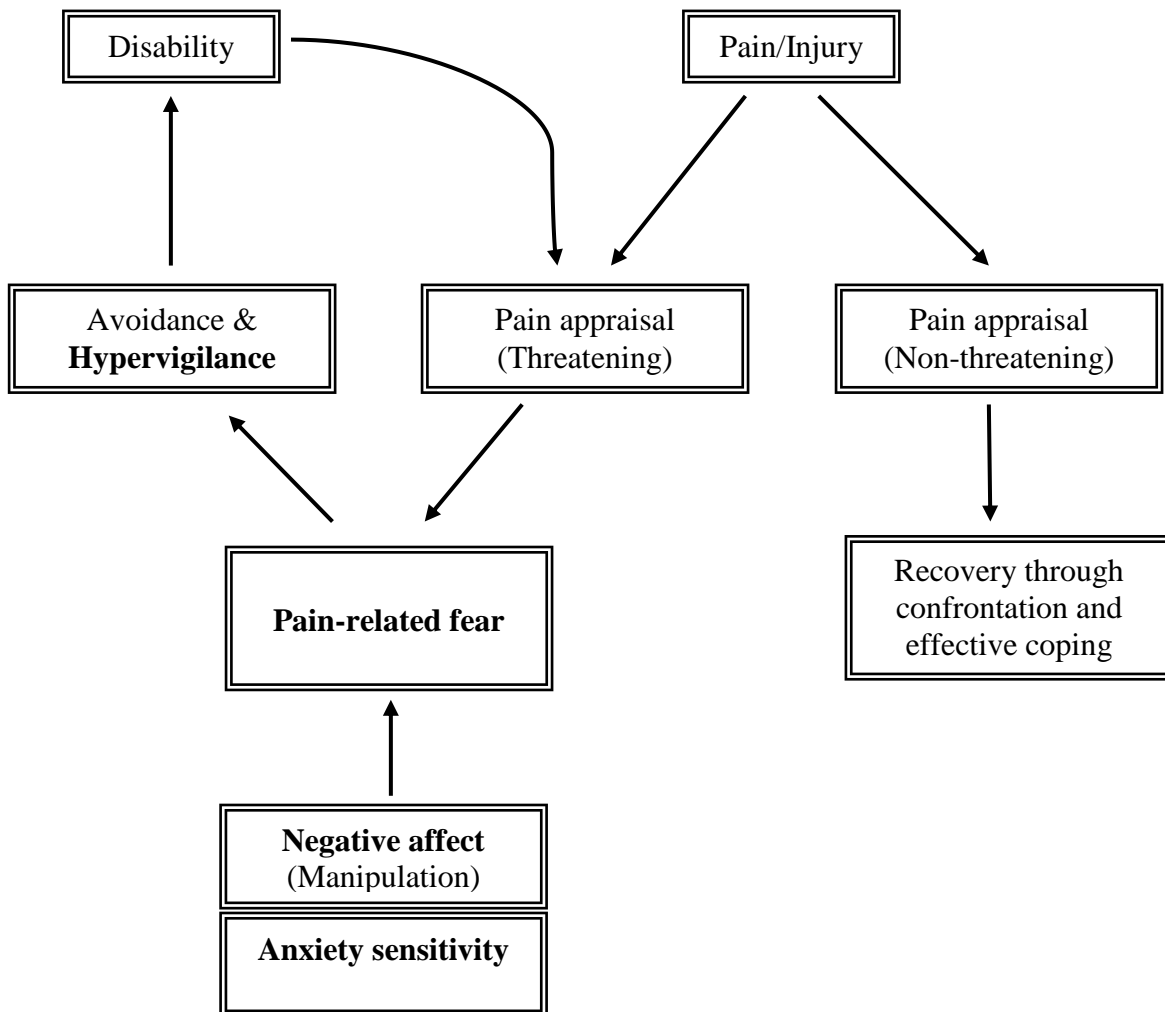 Disability
Pain/Injury
Avoidance &
Hypervigilance
Pain appraisal
(Threatening)
Pain appraisal
(Non-threatening)
Pain-related fear
Recovery through
confrontation and
effective coping
Negative affect
(Manipulation)
Anxiety sensitivity